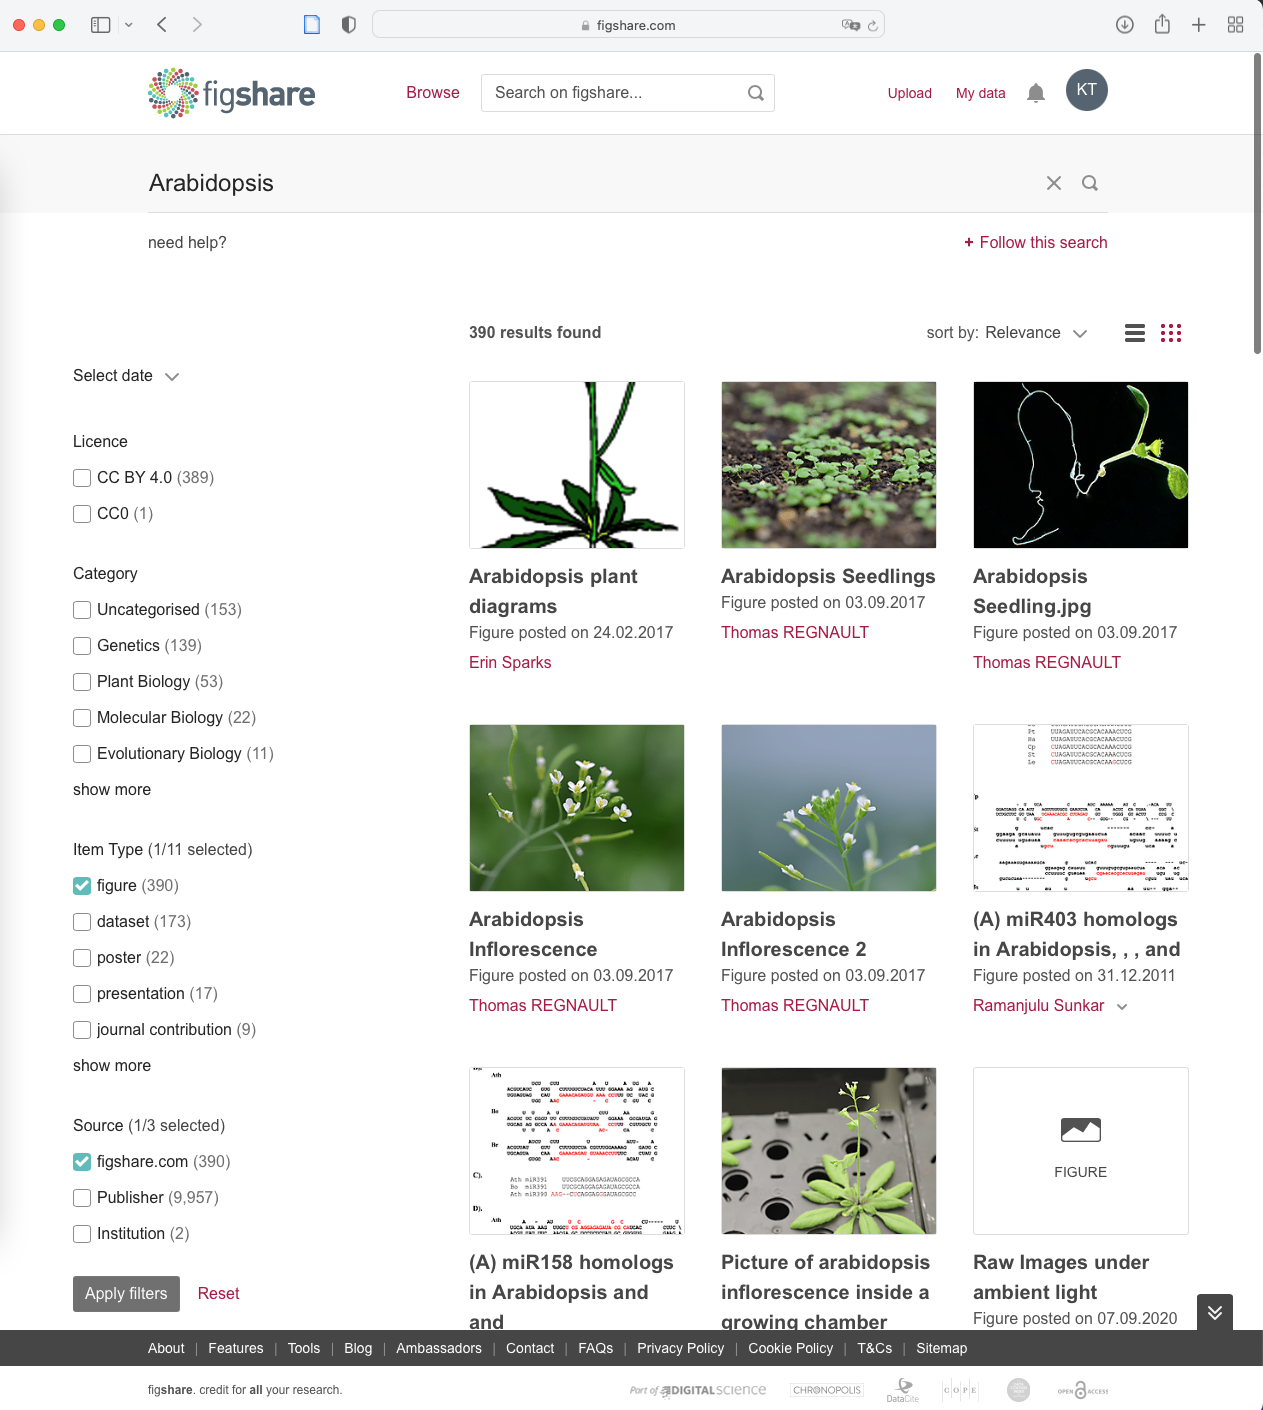 figshare.com
figshare
Browse
Search on figshare...
Upload
My data
KT
Arabidopsis
need help?
+ Follow this search
390 results found
sort by: Relevance
Select date
Licence
CC BY 4.0 (389)
CC0 (1)
Category
Uncategorised (153)
Genetics (139)
Plant Biology (53)
Molecular Biology (22)
Evolutionary Biology (11)
show more
Item Type (1/11 selected)
figure (390)
dataset (173)
poster (22)
presentation (17)
journal contribution (9)
show more
Source (1/3 selected)
figshare.com (390)
Publisher (9,957)
Institution (2)
Apply filters
Reset
Arabidopsis plant
diagrams
Figure posted on 24.02.2017
Erin Sparks
Arabidopsis Seedlings
Figure posted on 03.09.2017
Thomas REGNAULT
Arabidopsis
Seedling.jpg
Figure posted on 03.09.2017
Thomas REGNAULT
Arabidopsis
Inflorescence
Figure posted on 03.09.2017
Thomas REGNAULT
Arabidopsis
Inflorescence 2
Figure posted on 03.09.2017
Thomas REGNAULT
(A) miR403 homologs
in Arabidopsis, , , and
Figure posted on 31.12.2011
Ramanjulu Sunkar
(A) miR158 homologs
in Arabidopsis and
and
Picture of arabidopsis
inflorescence inside a
growing chamber
FIGURE
Raw Images under
ambient light
Figure posted on 07.09.2020
About | Features | Tools | Blog | Ambassadors | Contact | FAQs | Privacy Policy | Cookie Policy | T&Cs | Sitemap
figshare. credit for all your research.
Part of DIGITALSCIENCE
CHRONOPOLIS
DataCite
C O P E
OPEN ACCESS